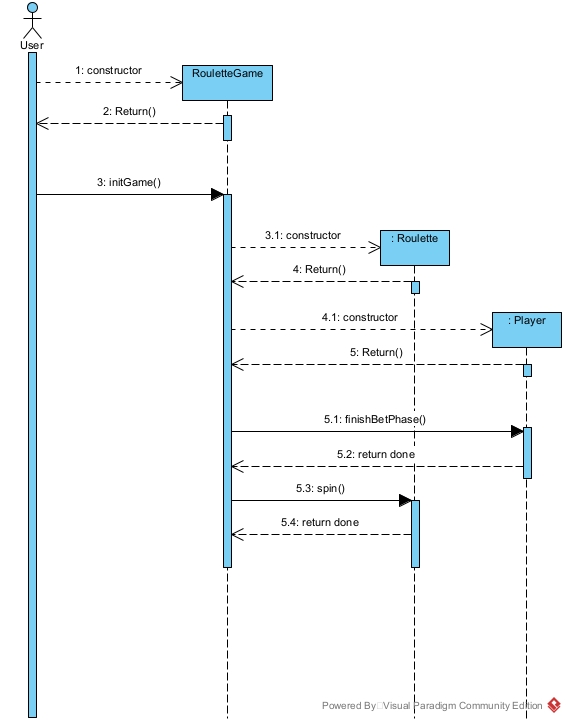 User
1: constructor
RouletteGame
2: Return()
3: initGame()
3.1: constructor
: Roulette
4: Return()
4.1: constructor
: Player
5: Return()
5.1: finishBetPhase()
5.2: return done
5.3: spin()
5.4: return done
Powered By Visual Paradigm Community Edition